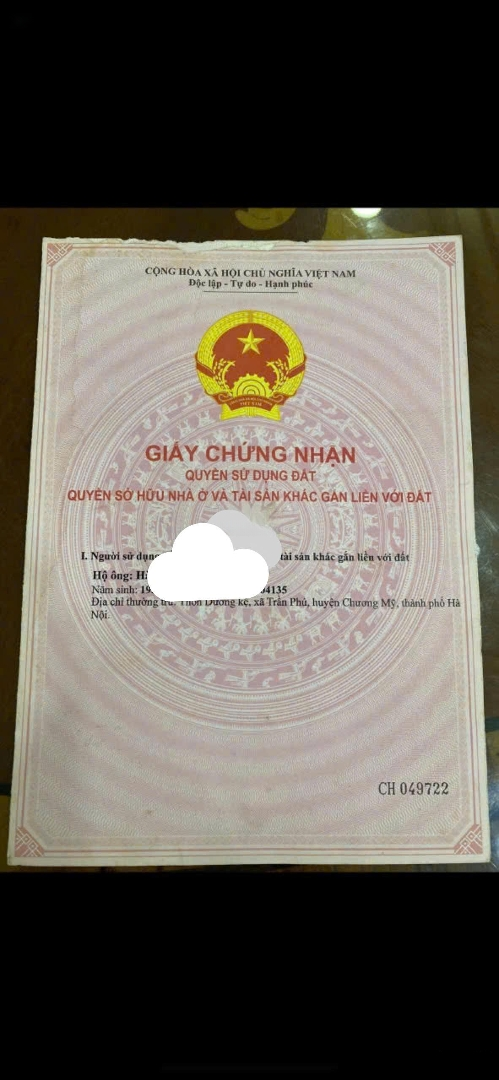 CỘNG HÒA XÃ HỘI CHỦ NGHĨA VIỆT NAM
Độc lập - Tự do - Hạnh phúc
GIẤY CHỨNG NHẬN
QUYỀN SỬ DỤNG ĐẤT
QUYỀN SỞ HỮU NHÀ Ở VÀ TÀI SẢN KHÁC GẮN LIỀN VỚI ĐẤT
I. Người sử dụng tài sản khác gắn liền với đất
Hộ ông:
Năm sinh: 04135
Địa chỉ thường trú: Thôn Dương kê, xã Trần Phú, huyện Chương Mỹ, thành phố Hà
Nội.
CH 049722